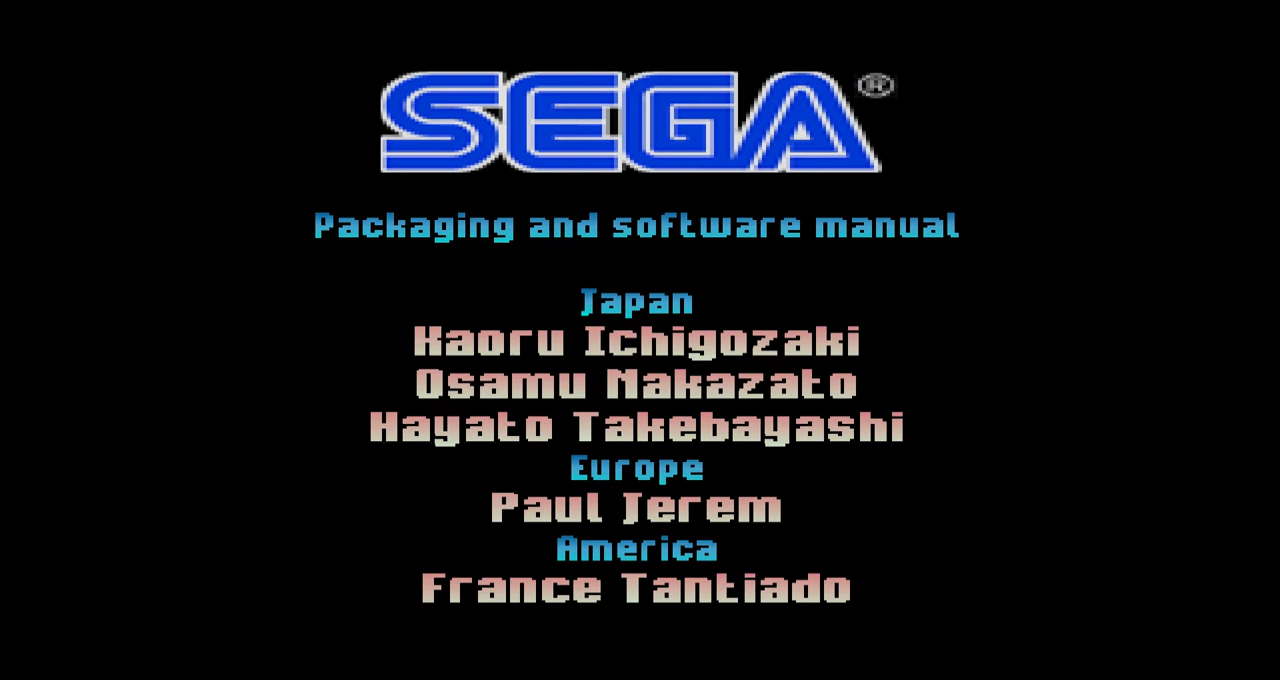 SEGA®
Packaging and software manual
Japan
Kaoru Ichigozaki
Osamu Nakazato
Hayato Takebayashi
Europe
Paul Jerem
America
France Tantiado